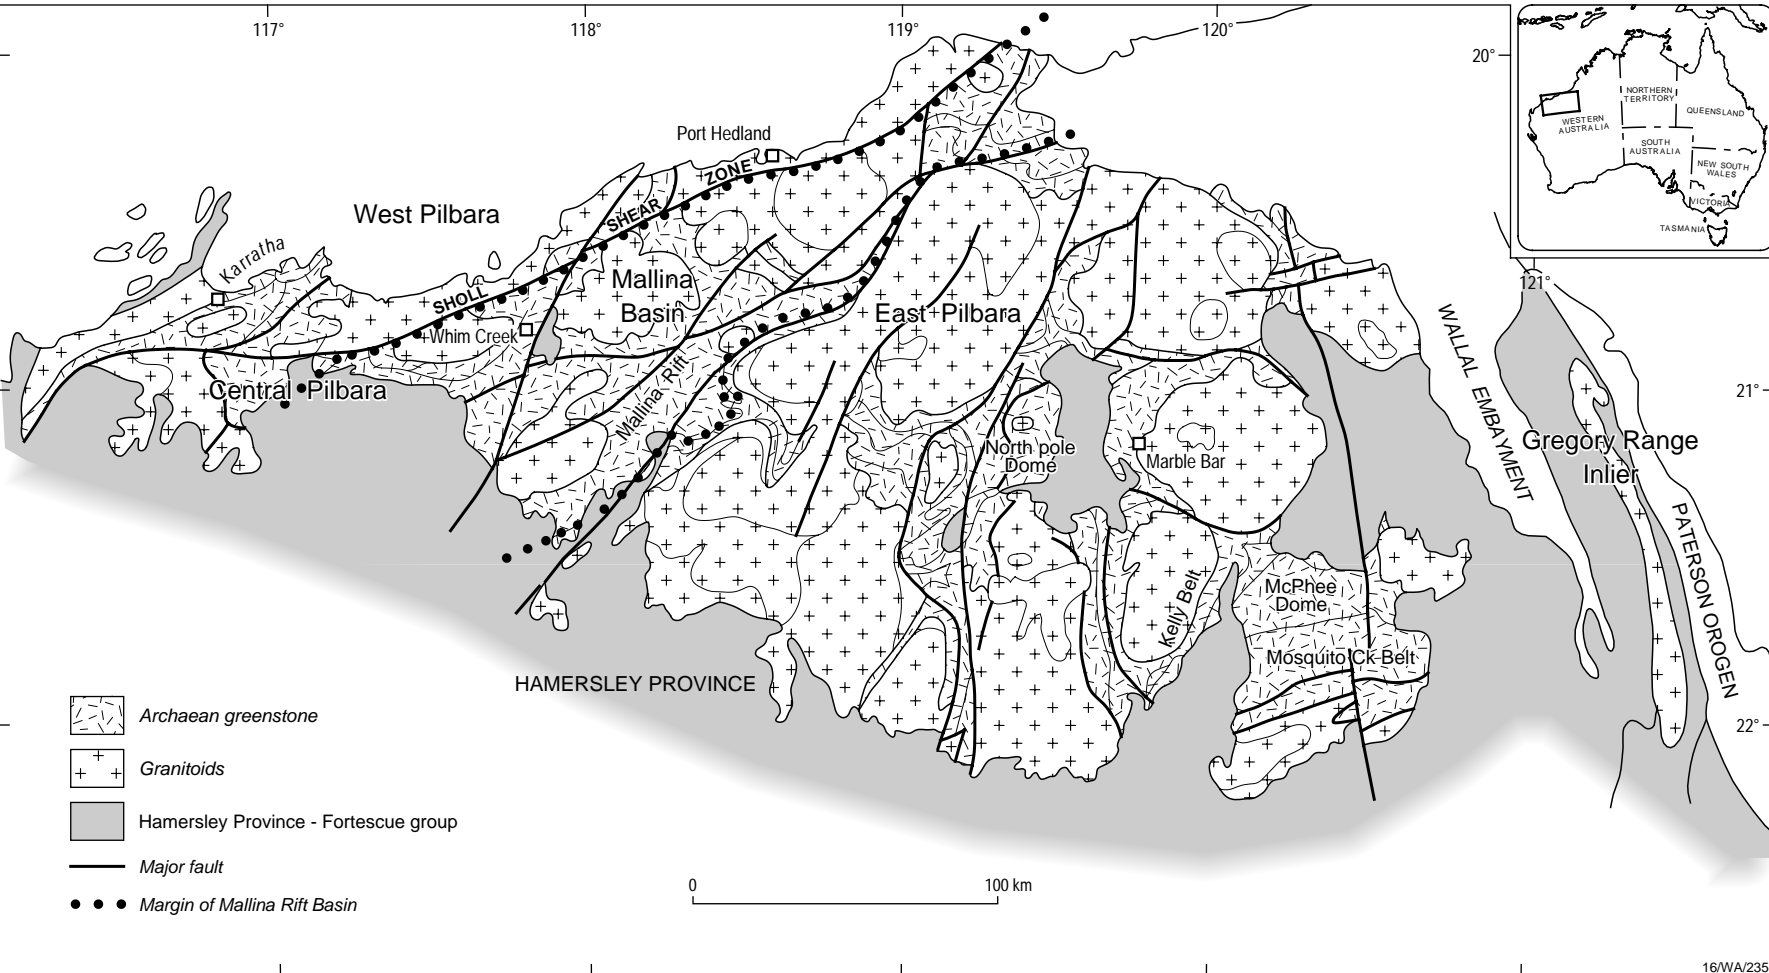 117°
118°
119°
120°
20°
NORTHERN
TERRITORY
QUEENSLAND
WESTERN
AUSTRALIA
SOUTH
AUSTRALIA
NEW SOUTH
WALES
VICTORIA
TASMANIA
Port Hedland
ZONE
SHEAR
SHOLL
West Pilbara
Karratha
Mallina
Basin
East Pilbara
Whim Creek
121°
WALLAL EMBAYMENT
Central Pilbara
Mallina Rift
21°
Gregory Range
Inlier
North pole
Dome
Marble Bar
PATERSON OROGEN
McPhee
Dome
Kelly Belt
Mosquito Ck Belt
HAMERSLEY PROVINCE
22°
Archaean greenstone
Granitoids
Hamersley Province - Fortescue group
Major fault
Margin of Mallina Rift Basin
0
100 km
16/WA/235